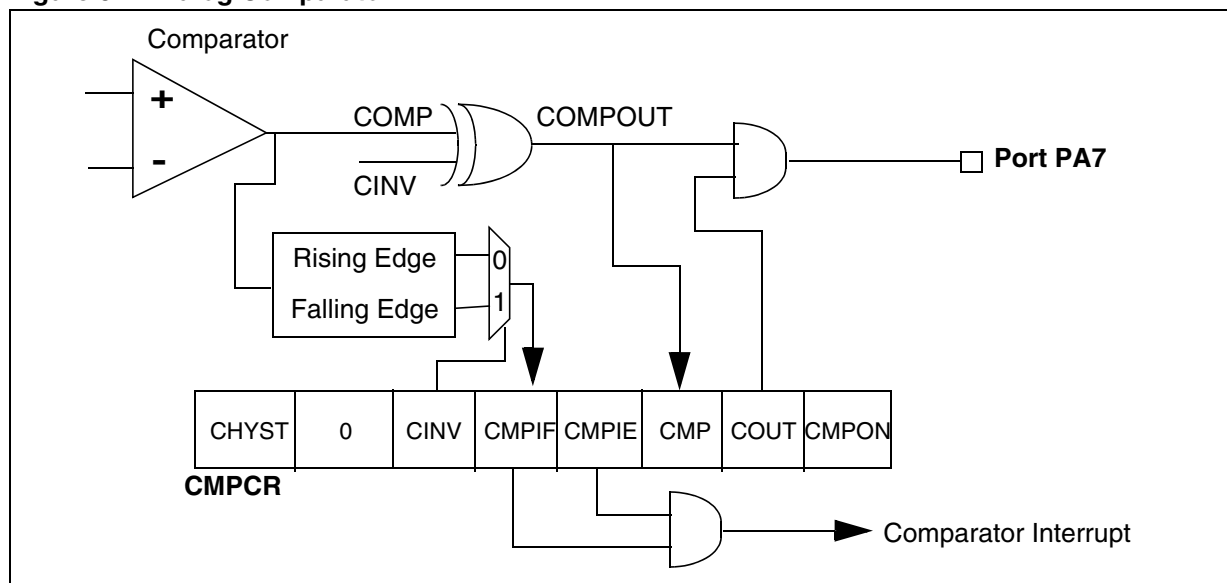 Comparator
+
-
COMP
CINV
COMPOUT
Port PA7
Rising Edge
Falling Edge
0
1
CHYST 0 CINV CMPIF CMPIE CMP COUT CMPON
CMPCR
Comparator Interrupt